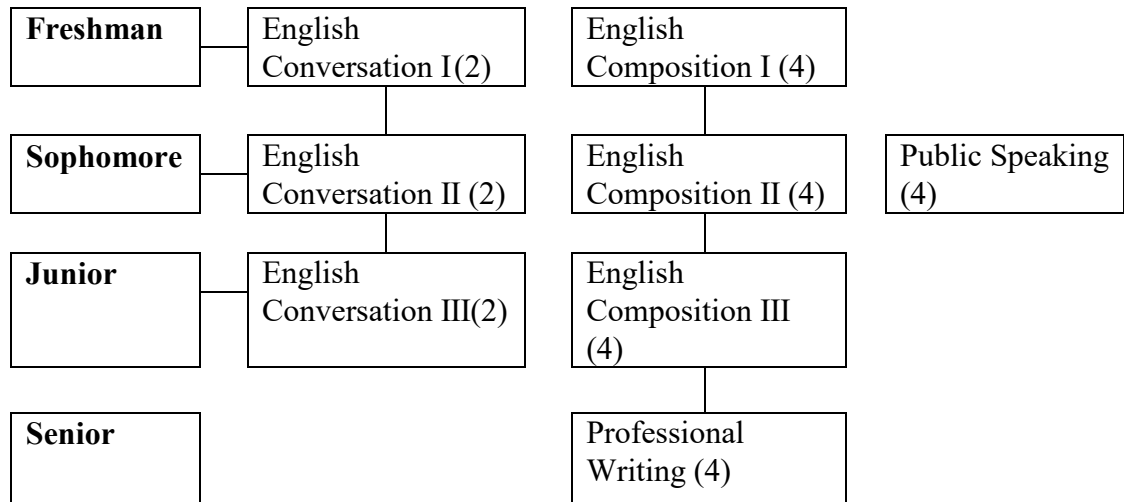 Freshman
English
Conversation I(2)
English
Composition I (4)
Sophomore
English
Conversation II (2)
English
Composition II (4)
Public Speaking
(4)
Junior
English
Conversation III(2)
English
Composition III
(4)
Senior
Professional
Writing (4)